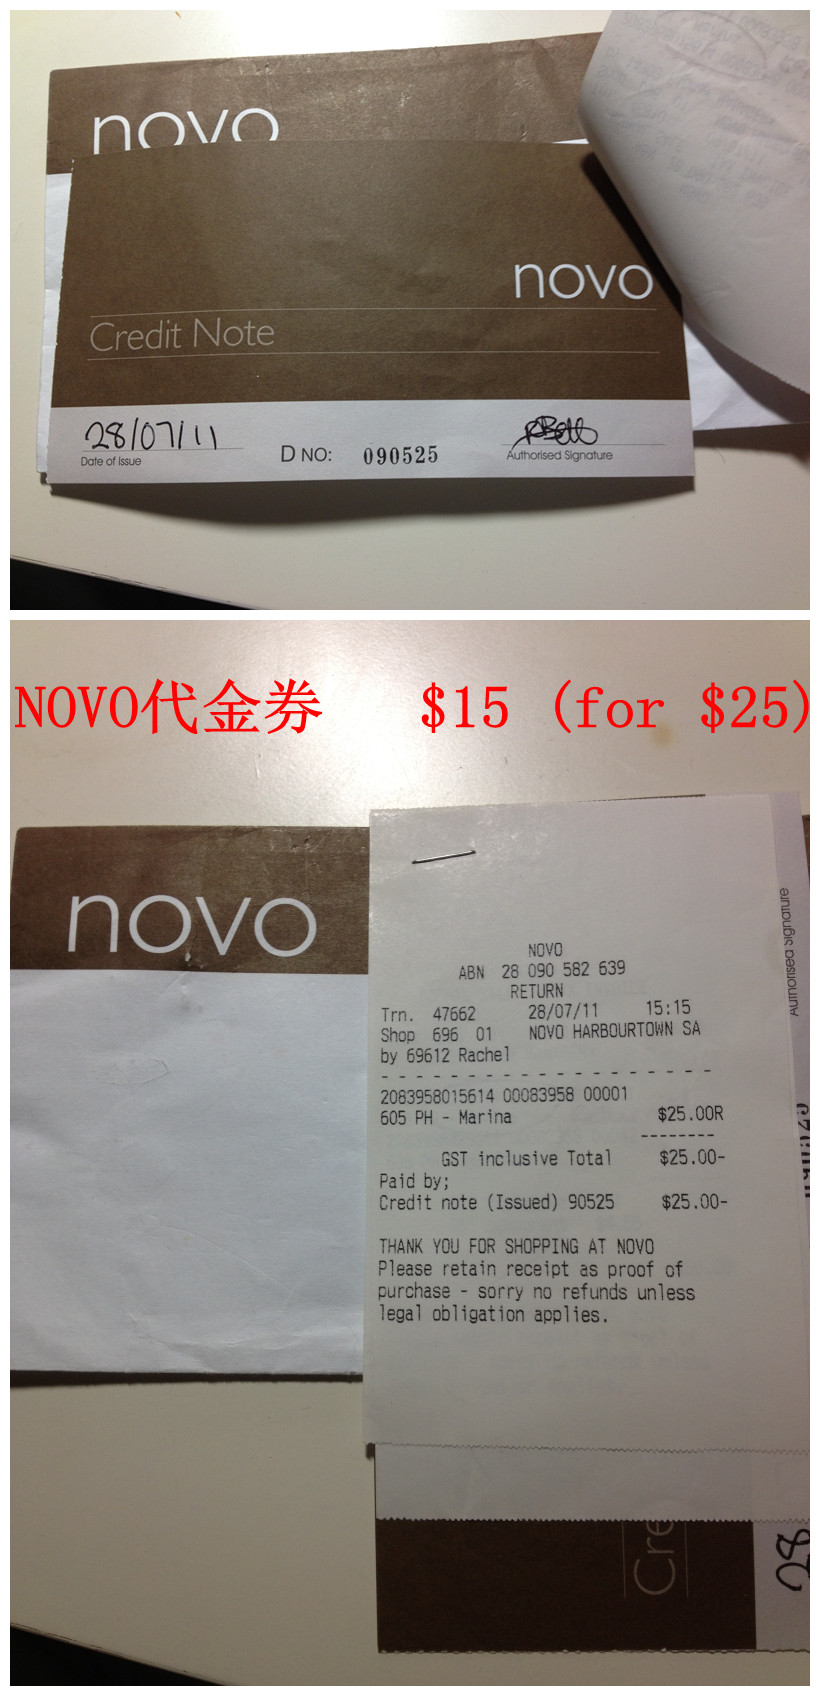 novo
novo
Credit Note
28/07/11
Date of Issue
D NO: 090525
Authorised Signature
NOVO代金券 $15 (for $25)
novo
NOVO
ABN 28 090 582 639
RETURN
Trn. 47662 28/07/11 15:15
Shop 696 01 NOVO HARBOURTOWN SA
by 69612 Rachel
- - - - - - - - - - - - - - - - - - - -
2083958015614 00083958 00001
605 PH - Marina $25.00R
--------
GST inclusive Total $25.00-
Paid by;
Credit note (Issued) 90525 $25.00-
THANK YOU FOR SHOPPING AT NOVO
Please retain receipt as proof of
purchase - sorry no refunds unless
legal obligation applies.
Authorised Signature
Cre
28